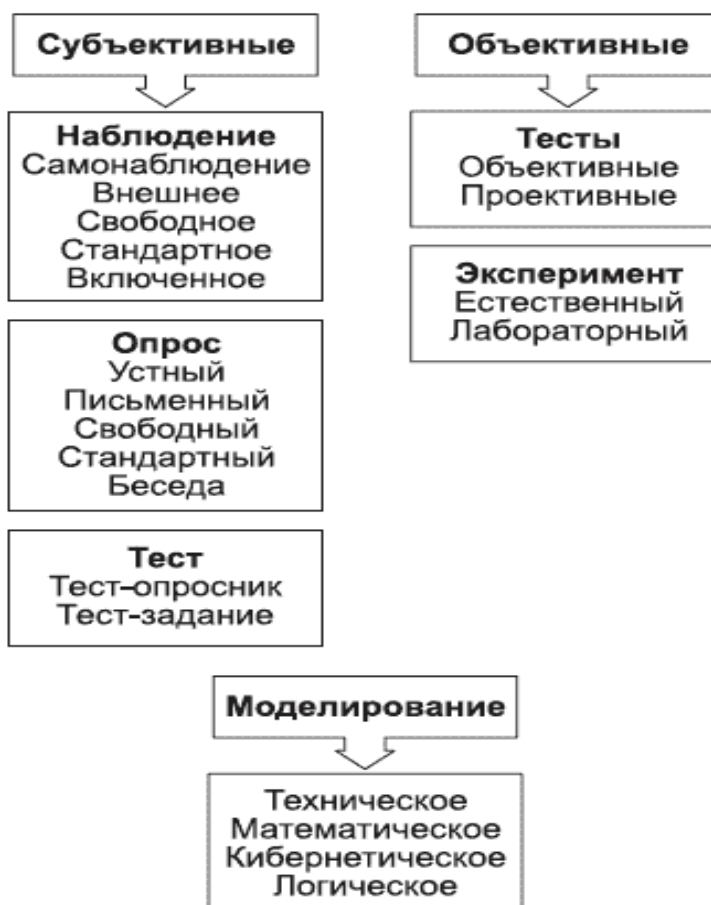 Субъективные
Наблюдение
Самонаблюдение
Внешнее
Свободное
Стандартное
Включенное
Опрос
Устный
Письменный
Свободный
Стандартный
Беседа
Тест
Тест-опросник
Тест-задание
Объективные
Тесты
Объективные
Проективные
Эксперимент
Естественный
Лабораторный
Моделирование
Техническое
Математическое
Кибернетическое
Логическое